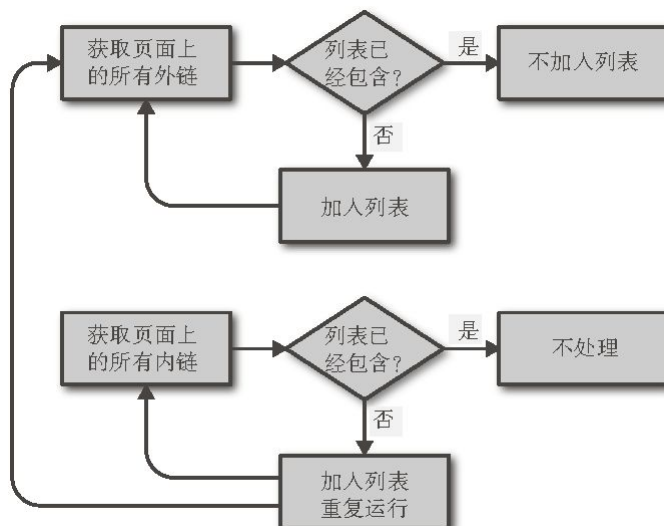 获取页面上
的所有外链
列表已
经包含?
是
不加入列表
否
加入列表
获取页面上
的所有内链
列表已
经包含?
是
不处理
否
加入列表
重复运行